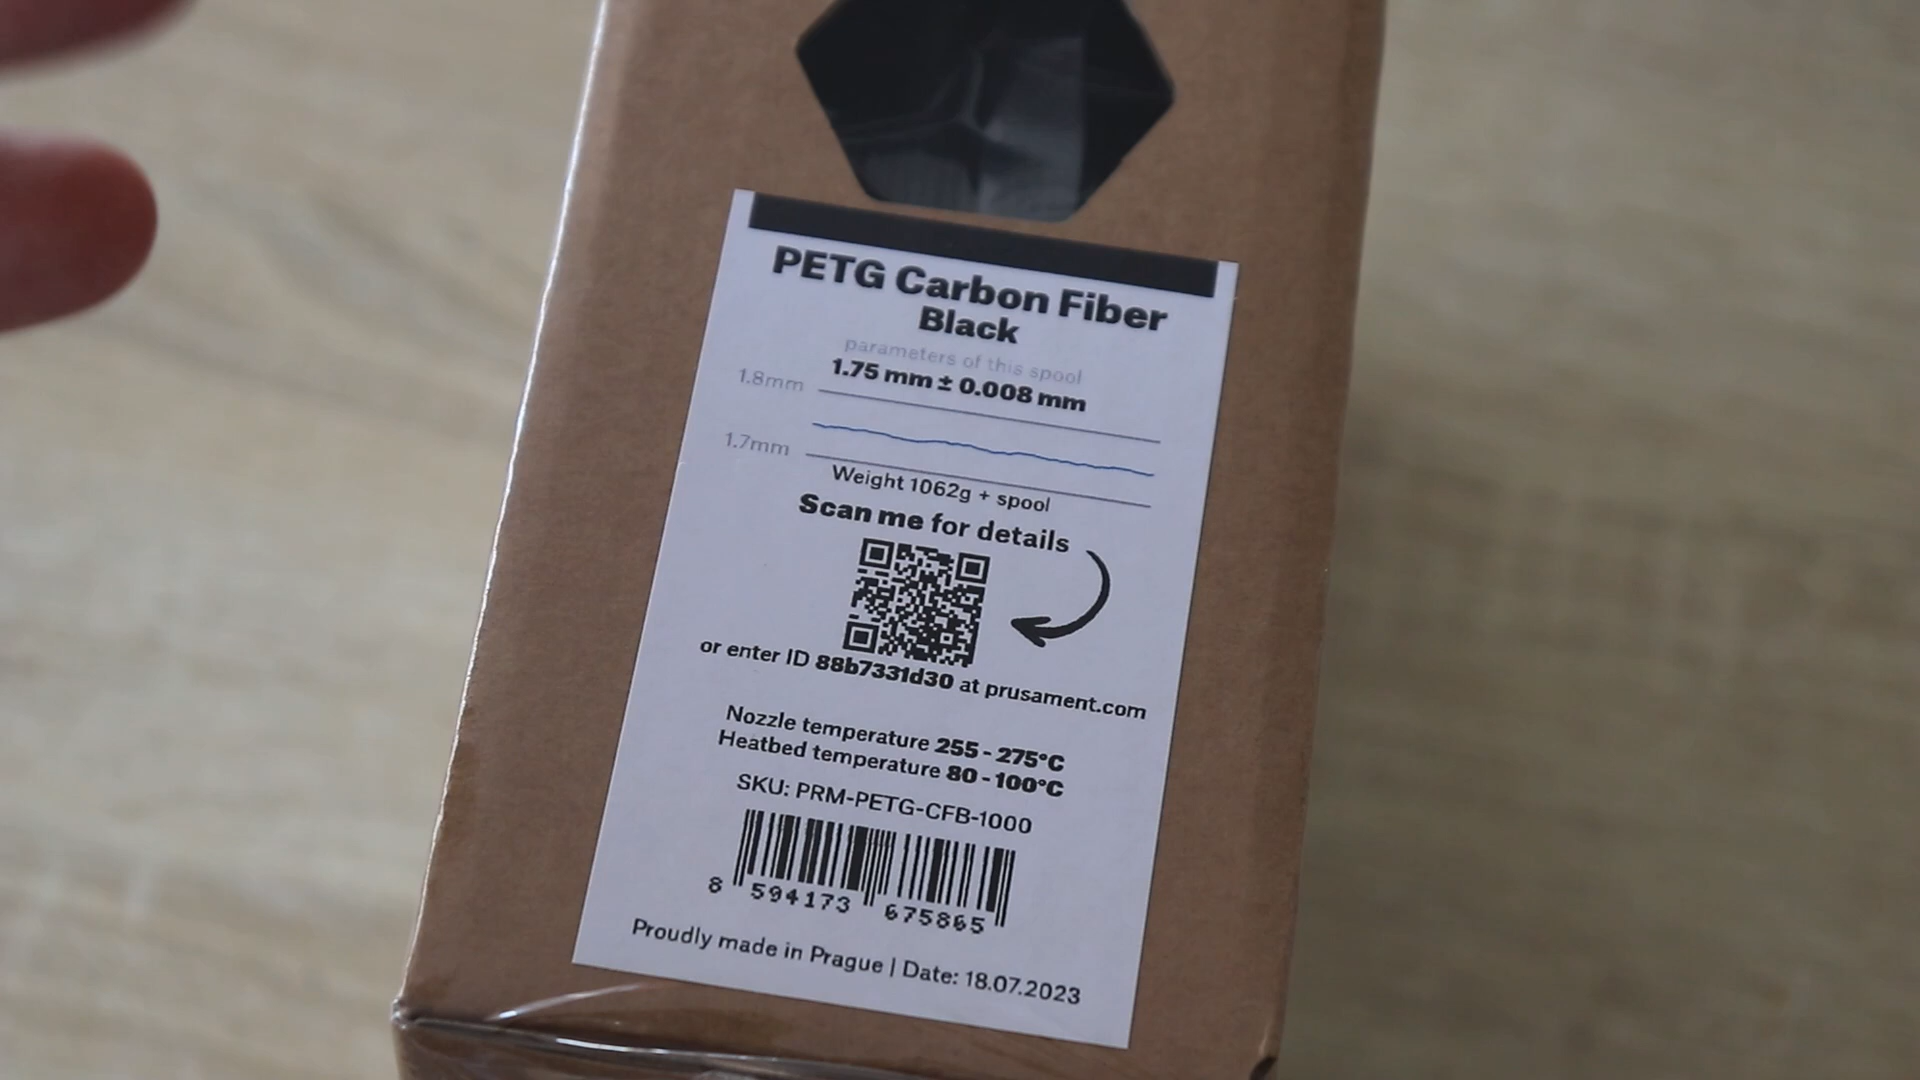 PETG Carbon Fiber
Black
parameters of this spool
1.75 mm ± 0.008 mm
1.8mm
1.7mm
Weight 1062g + spool
Scan me for details
or enter ID 88b7331d30 at prusament.com
Nozzle temperature 255 - 275°C
Heatbed temperature 80 - 100°C
SKU: PRM-PETG-CFB-1000
8 594173 675865
Proudly made in Prague | Date: 18.07.2023